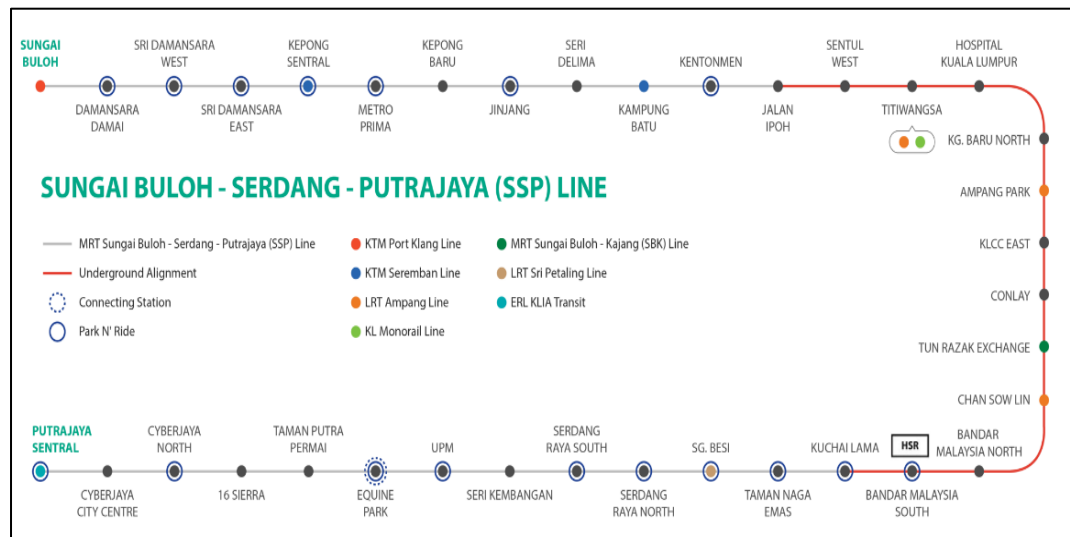 SUNGAI
BULOH
SRI DAMANSARA
WEST
KEPONG
SENTRAL
KEPONG
BARU
SERI
DELIMA
KENTONMEN
SENTUL
WEST
HOSPITAL
KUALA LUMPUR
DAMANSARA
DAMAI
SRI DAMANSARA
EAST
METRO
PRIMA
JINJANG
KAMPUNG
BATU
JALAN
IPOH
TITIWANGSA
KG. BARU NORTH
AMPANG PARK
KLCC EAST
CONLAY
TUN RAZAK EXCHANGE
CHAN SOW LIN
SUNGAI BULOH - SERDANG - PUTRAJAYA (SSP) LINE
MRT Sungai Buloh - Serdang - Putrajaya (SSP) Line
Underground Alignment
Connecting Station
Park N' Ride
KTM Port Klang Line
KTM Seremban Line
LRT Ampang Line
KL Monorail Line
MRT Sungai Buloh - Kajang (SBK) Line
LRT Sri Petaling Line
ERL KLIA Transit
PUTRAJAYA
SENTRAL
CYBERJAYA
NORTH
TAMAN PUTRA
PERMAI
UPM
SERDANG
RAYA SOUTH
SG. BESI
KUCHAI LAMA
HSR
BANDAR
MALAYSIA NORTH
CYBERJAYA
CITY CENTRE
16 SIERRA
EQUINE
PARK
SERI KEMBANGAN
SERDANG
RAYA NORTH
TAMAN NAGA
EMAS
BANDAR MALAYSIA
SOUTH